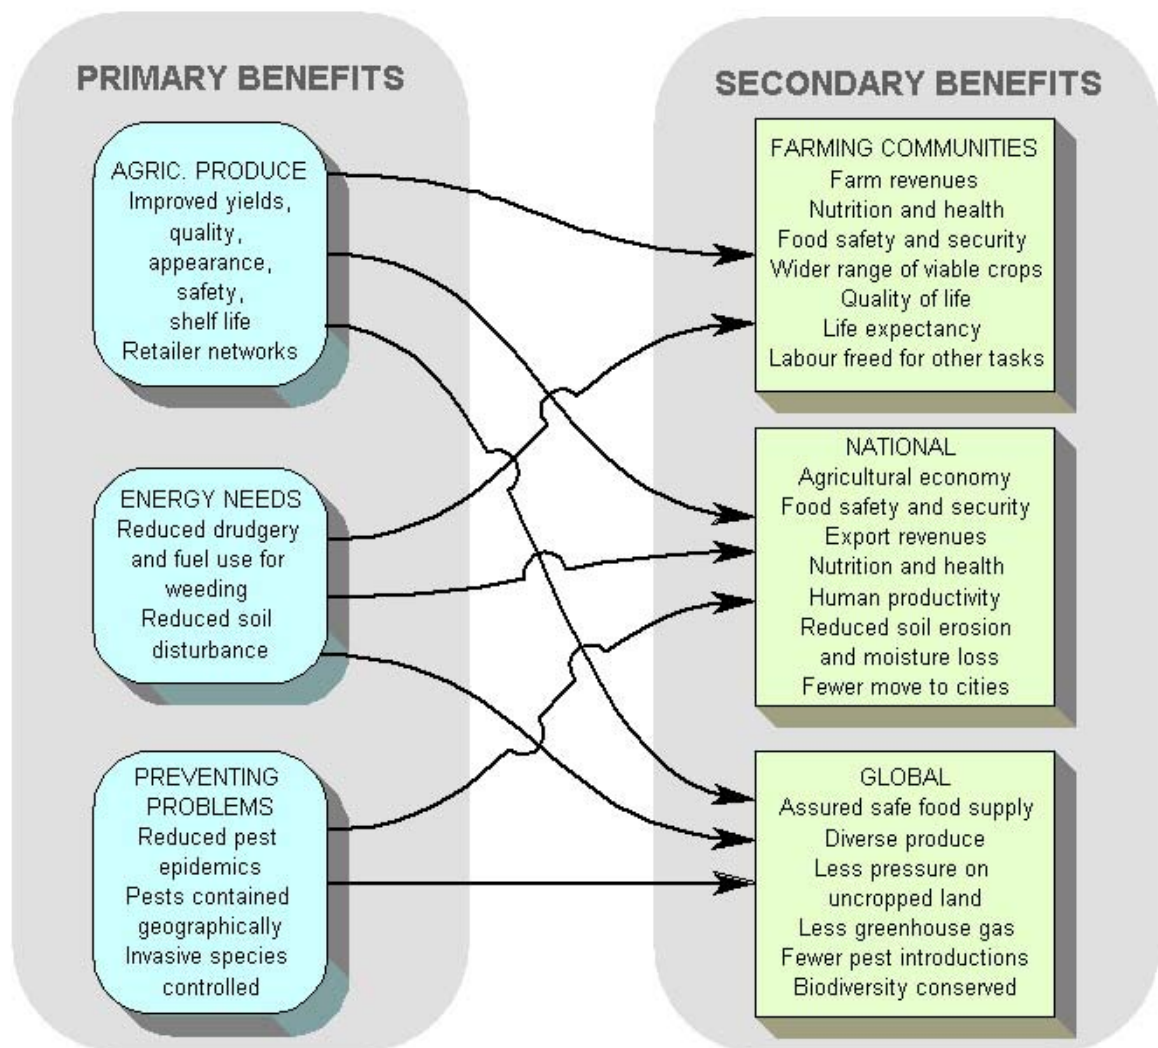 PRIMARY BENEFITS
AGRIC. PRODUCE
Improved yields,
quality,
appearance,
safety,
shelf life
Retailer networks
ENERGY NEEDS
Reduced drudgery
and fuel use for
weeding
Reduced soil
disturbance
PREVENTING
PROBLEMS
Reduced pest
epidemics
Pests contained
geographically
Invasive species
controlled
SECONDARY BENEFITS
FARMING COMMUNITIES
Farm revenues
Nutrition and health
Food safety and security
Wider range of viable crops
Quality of life
Life expectancy
Labour freed for other tasks
NATIONAL
Agricultural economy
Food safety and security
Export revenues
Nutrition and health
Human productivity
Reduced soil erosion
and moisture loss
Fewer move to cities
GLOBAL
Assured safe food supply
Diverse produce
Less pressure on
uncropped land
Less greenhouse gas
Fewer pest introductions
Biodiversity conserved